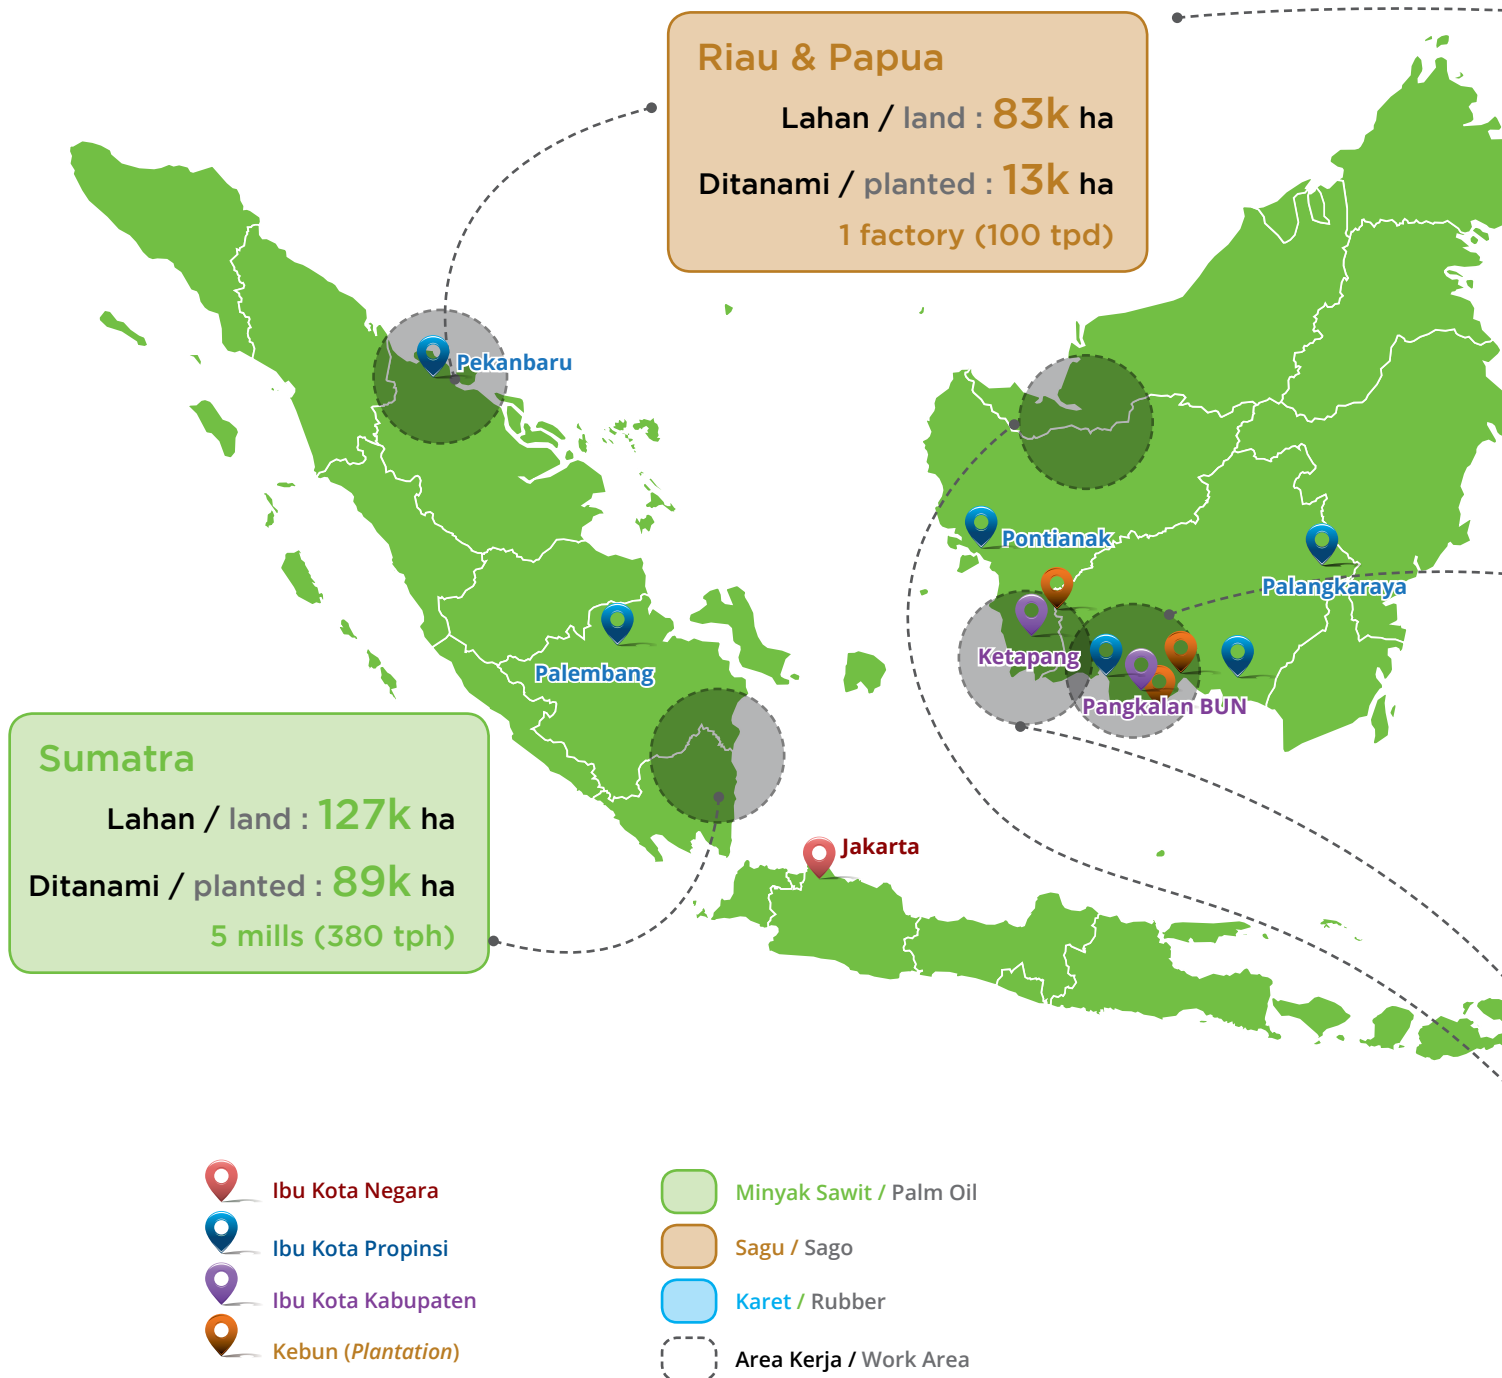 Riau & Papua
Lahan / land : 83k ha
Ditanami / planted : 13k ha
1 factory (100 tpd)
Pekanbaru
Pontianak
Palangkaraya
Ketapang
Palembang
Pangkalan BUN
Sumatra
Lahan / land : 127k ha
Ditanami / planted : 89k ha
5 mills (380 tph)
Jakarta
Ibu Kota Negara
Ibu Kota Propinsi
Ibu Kota Kabupaten
Kebun (Plantation)
Minyak Sawit / Palm Oil
Sagu / Sago
Karet / Rubber
Area Kerja / Work Area